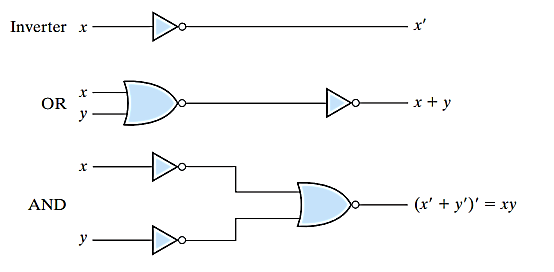 Inverter x x′
OR x y x + y
x
AND (x′ + y′)′ = xy
y